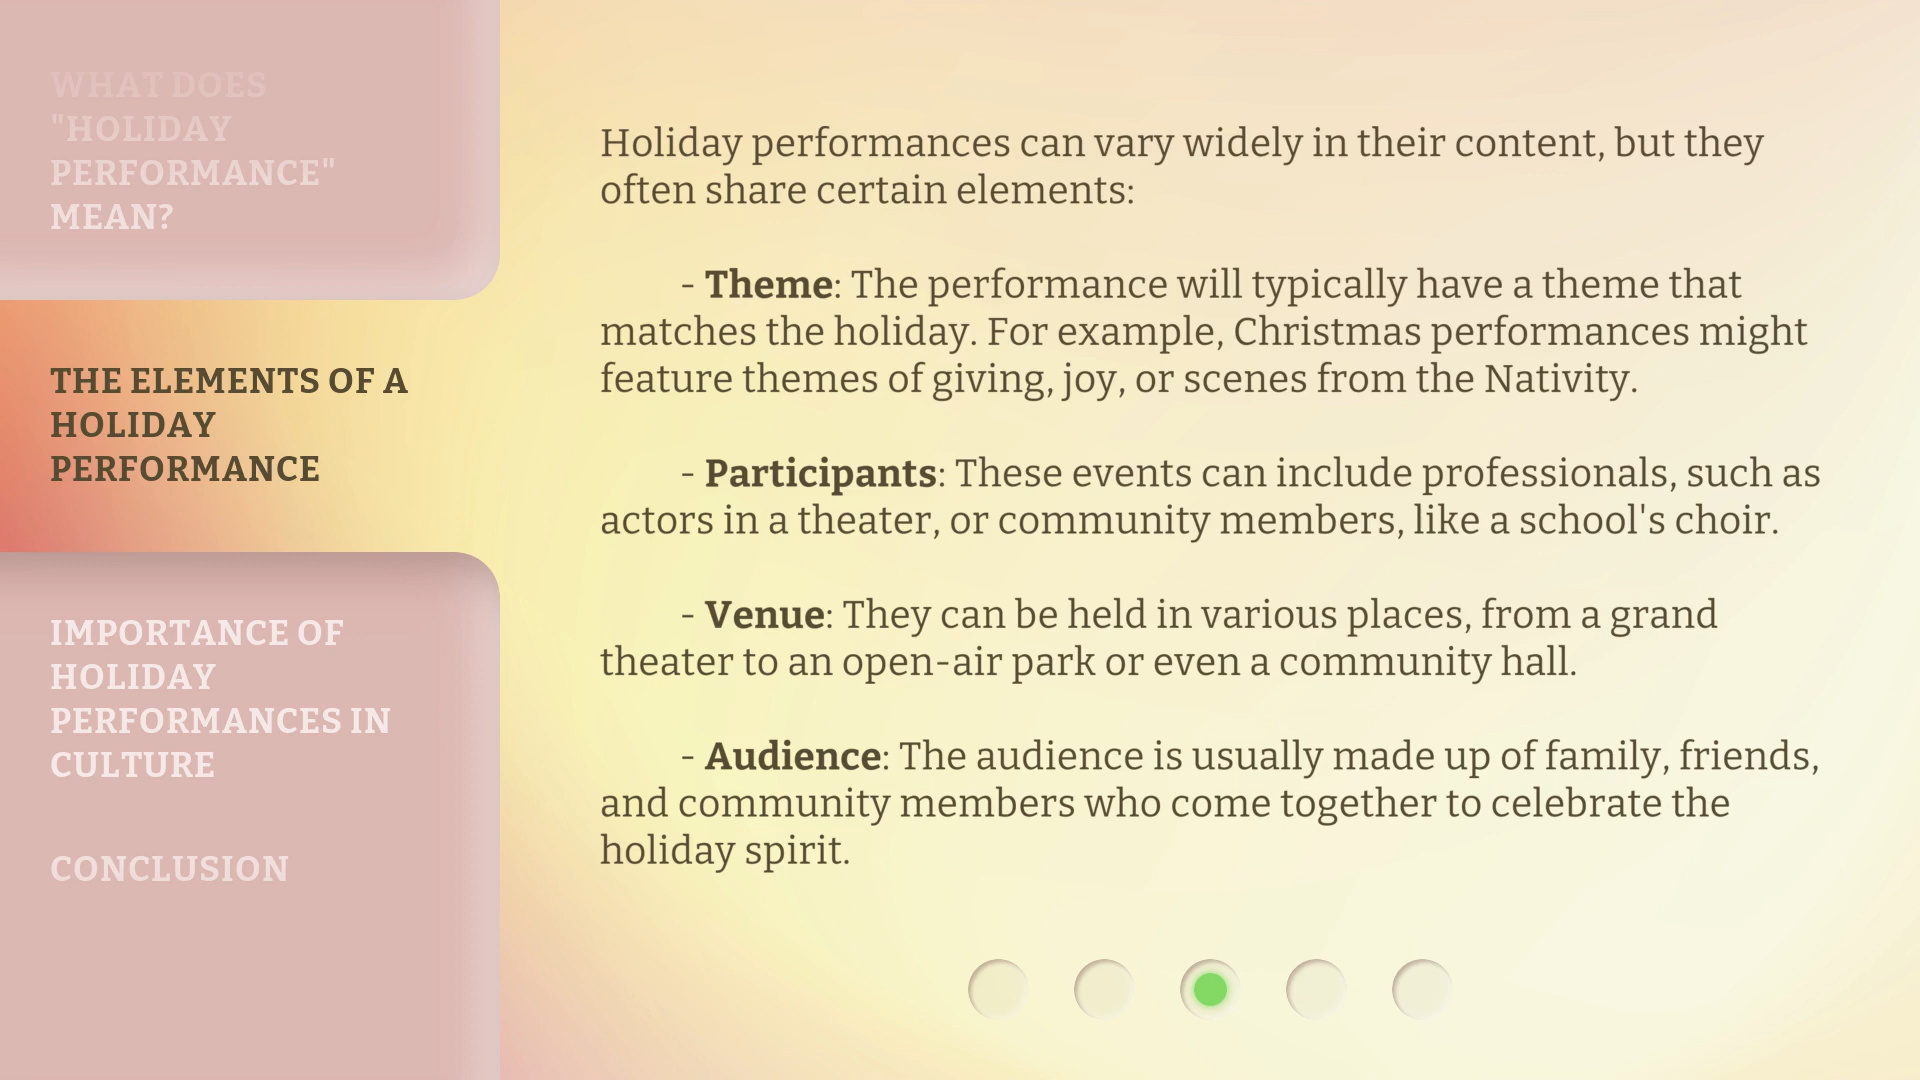 WHAT DOES
"HOLIDAY
PERFORMANCE"
MEAN?
THE ELEMENTS OF A
HOLIDAY
PERFORMANCE
IMPORTANCE OF
HOLIDAY
PERFORMANCES IN
CULTURE
CONCLUSION
Holiday performances can vary widely in their content, but they
often share certain elements:
- Theme: The performance will typically have a theme that
matches the holiday. For example, Christmas performances might
feature themes of giving, joy, or scenes from the Nativity.
- Participants: These events can include professionals, such as
actors in a theater, or community members, like a school's choir.
- Venue: They can be held in various places, from a grand
theater to an open-air park or even a community hall.
- Audience: The audience is usually made up of family, friends,
and community members who come together to celebrate the
holiday spirit.